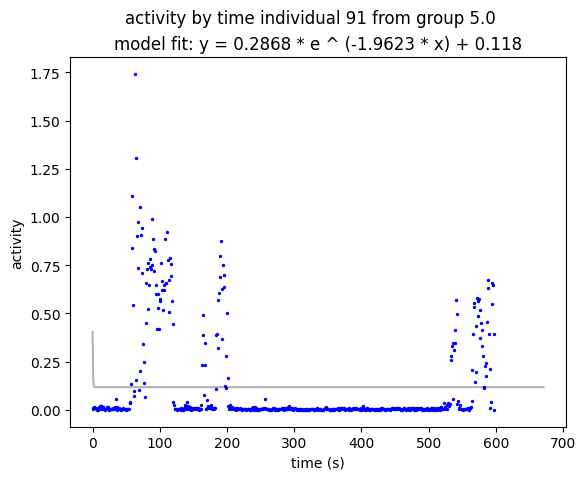 activity by time individual 91 from group 5.0
model fit: y = 0.2868 * e ^ (-1.9623 * x) + 0.118
1.75
1.50
1.25
1.00
0.75
0.50
0.25
0.00
activity
0 100 200 300 400 500 600 700
time (s)